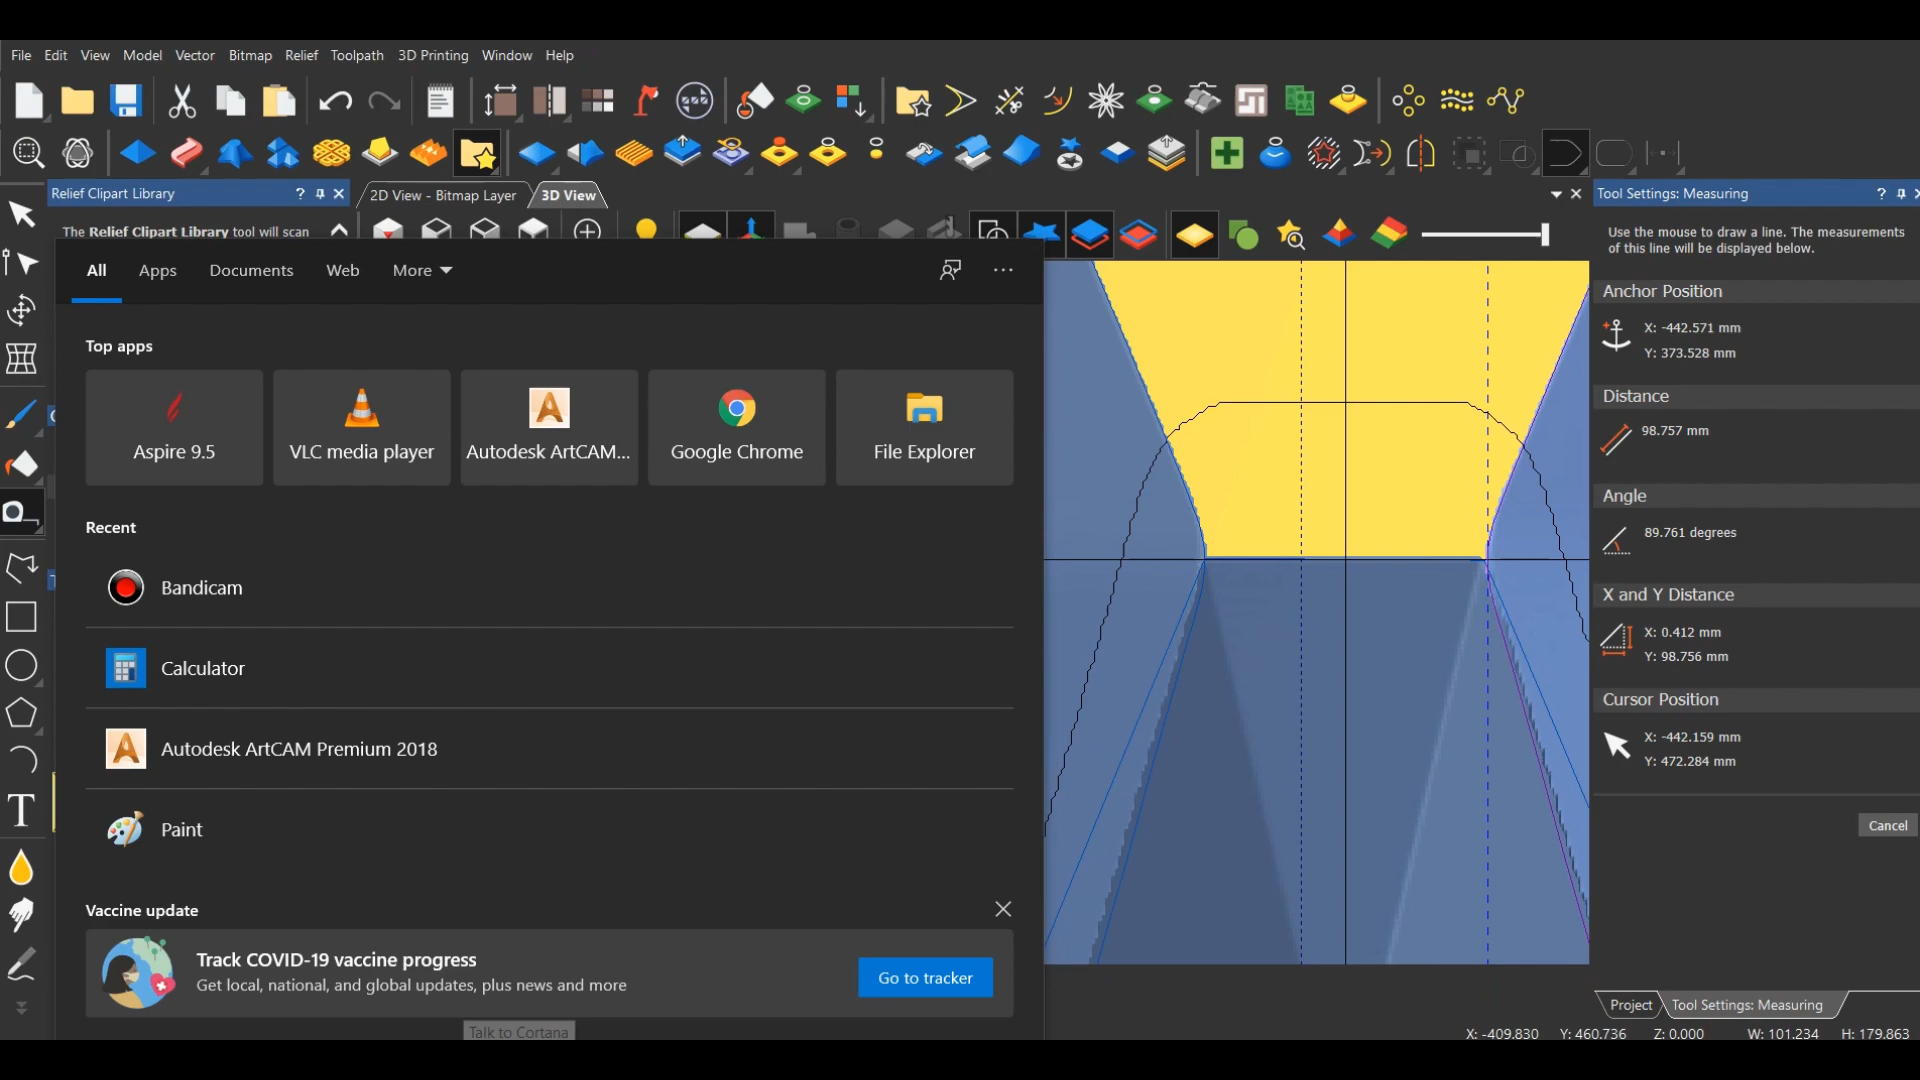 File Edit View Model Vector Bitmap Relief Toolpath 3D Printing Window Help
Relief Clipart Library ?
2D View - Bitmap Layer 3D View
Tool Settings: Measuring ?
The Relief Clipart Library tool will scan
Use the mouse to draw a line. The measurements
of this line will be displayed below.
All Apps Documents Web More
Anchor Position
X: -442.571 mm
Y: 373.528 mm
Top apps
Distance
98.757 mm
Aspire 9.5 VLC media player Autodesk ArtCAM... Google Chrome File Explorer
Angle
89.761 degrees
Recent
Bandicam
X and Y Distance
X: 0.412 mm
Y: 98.756 mm
Calculator
Cursor Position
X: -442.159 mm
Y: 472.284 mm
Autodesk ArtCAM Premium 2018
Paint
Cancel
Vaccine update
Track COVID-19 vaccine progress
Get local, national, and global updates, plus news and more
Go to tracker
Project Tool Settings: Measuring
Talk to Cortana
X: -409.830 Y: 460.736 Z: 0.000 W: 101.234 H: 179.863